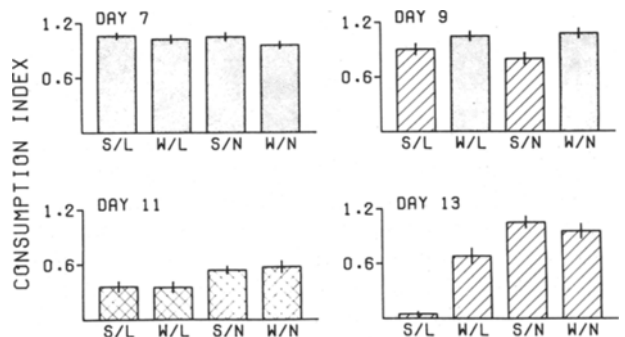 CONSUMPTION INDEX
DAY 7
1.2
0.6
S/L W/L S/N W/N
DAY 9
1.2
0.6
S/L W/L S/N W/N
DAY 11
1.2
0.6
S/L W/L S/N W/N
DAY 13
1.2
0.6
S/L W/L S/N W/N